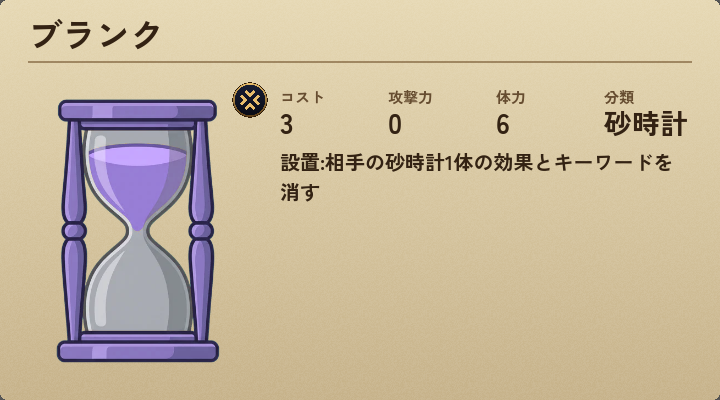 ブランク
コスト 攻撃力 体力 分類
3 0 6 砂時計
設置:相手の砂時計1体の効果とキーワードを
消す